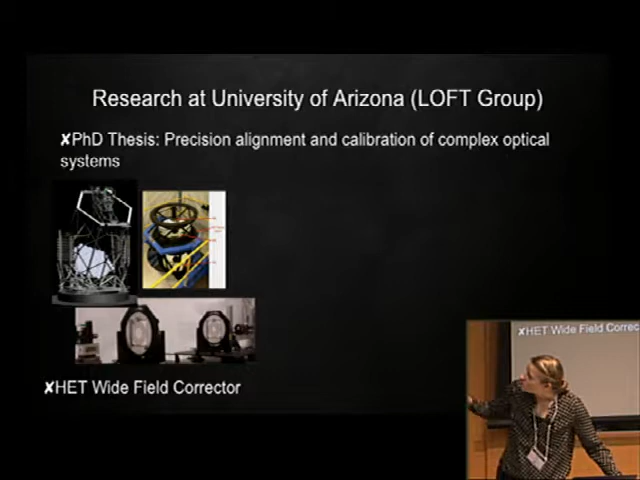 Research at University of Arizona (LOFT Group)
✘PhD Thesis: Precision alignment and calibration of complex optical
systems
✘HET Wide Field Corrector
✘HET Wide Field Correc